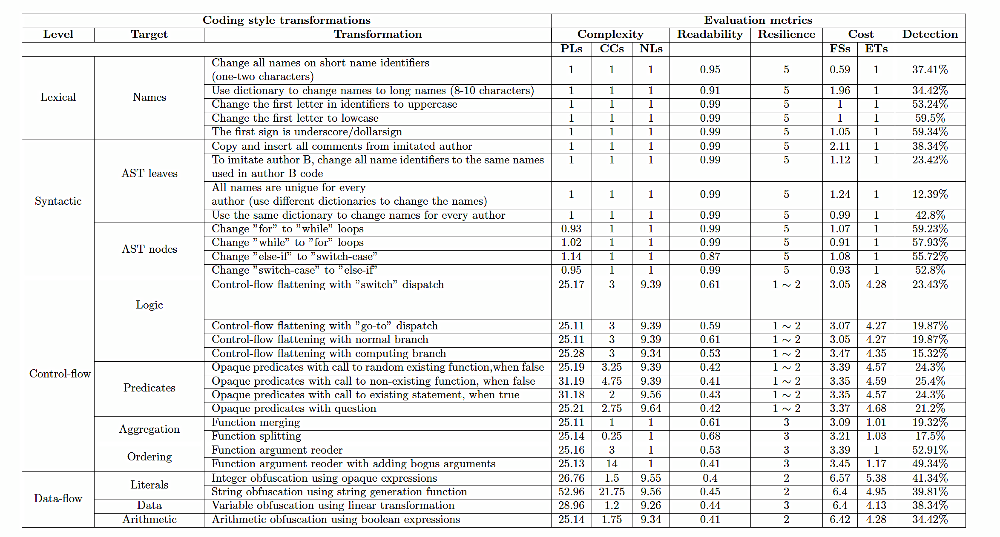 Coding style transformations Evaluation metrics
Level Target Transformation Complexity Readability Resilience Cost Detection
PLs CCs NLs FSs ETs
Lexical Names Change all names on short name identifiers
(one-two characters) 1 1 1 0.95 5 0.59 1 37.41%
Use dictionary to change names to long names (8-10 characters) 1 1 1 0.91 5 1.96 1 34.42%
Change the first letter in identifiers to uppercase 1 1 1 0.99 5 1 1 53.24%
Change the first letter to lowcase 1 1 1 0.99 5 1 1 59.5%
The first sign is underscore/dollarsign 1 1 1 0.99 5 1.05 1 59.34%
Syntactic AST leaves Copy and insert all comments from imitated author 1 1 1 0.99 5 2.11 1 38.34%
To imitate author B, change all name identifiers to the same names 1 1 1 0.99 5 1.12 1 23.42%
used in author B code
All names are unigue for every
author (use different dictionaries to change the names) 1 1 1 0.99 5 1.24 1 12.39%
Use the same dictionary to change names for every author 1 1 1 0.99 5 0.99 1 42.8%
AST nodes Change ”for” to ”while” loops 0.93 1 1 0.99 5 1.07 1 59.23%
Change ”while” to ”for” loops 1.02 1 1 0.99 5 0.91 1 57.93%
Change ”else-if” to ”switch-case” 1.14 1 1 0.87 5 1.08 1 55.72%
Change ”switch-case” to ”else-if” 0.95 1 1 0.99 5 0.93 1 52.8%
Control-flow Logic Control-flow flattening with ”switch” dispatch 25.17 3 9.39 0.61 1 ∼ 2 3.05 4.28 23.43%
Control-flow flattening with ”go-to” dispatch 25.11 3 9.39 0.59 1 ∼ 2 3.07 4.27 19.87%
Control-flow flattening with normal branch 25.11 3 9.39 0.61 1 ∼ 2 3.05 4.27 19.87%
Control-flow flattening with computing branch 25.28 3 9.34 0.53 1 ∼ 2 3.47 4.35 15.32%
Predicates Opaque predicates with call to random existing function,when false 25.19 3.25 9.39 0.42 1 ∼ 2 3.39 4.57 24.3%
Opaque predicates with call to non-existing function, when false 31.19 4.75 9.39 0.41 1 ∼ 2 3.35 4.59 25.4%
Opaque predicates with call to existing statement, when true 31.18 2 9.56 0.43 1 ∼ 2 3.35 4.57 24.3%
Opaque predicates with question 25.21 2.75 9.64 0.42 1 ∼ 2 3.37 4.68 21.2%
Aggregation Function merging 25.11 1 1 0.61 3 3.09 1.01 19.32%
Function splitting 25.14 0.25 1 0.68 3 3.21 1.03 17.5%
Ordering Function argument reoder 25.16 3 1 0.53 3 3.39 1 52.91%
Function argument reoder with adding bogus arguments 25.13 14 1 0.41 3 3.45 1.17 49.34%
Data-flow Literals Integer obfuscation using opaque expressions 26.76 1.5 9.55 0.4 2 6.57 5.38 41.34%
String obfuscation using string generation function 52.96 21.75 9.56 0.45 2 6.4 4.95 39.81%
Data Variable obfuscation using linear transformation 28.96 1.2 9.26 0.44 3 6.4 4.13 38.34%
Arithmetic Arithmetic obfuscation using boolean expressions 25.14 1.75 9.34 0.41 2 6.42 4.28 34.42%